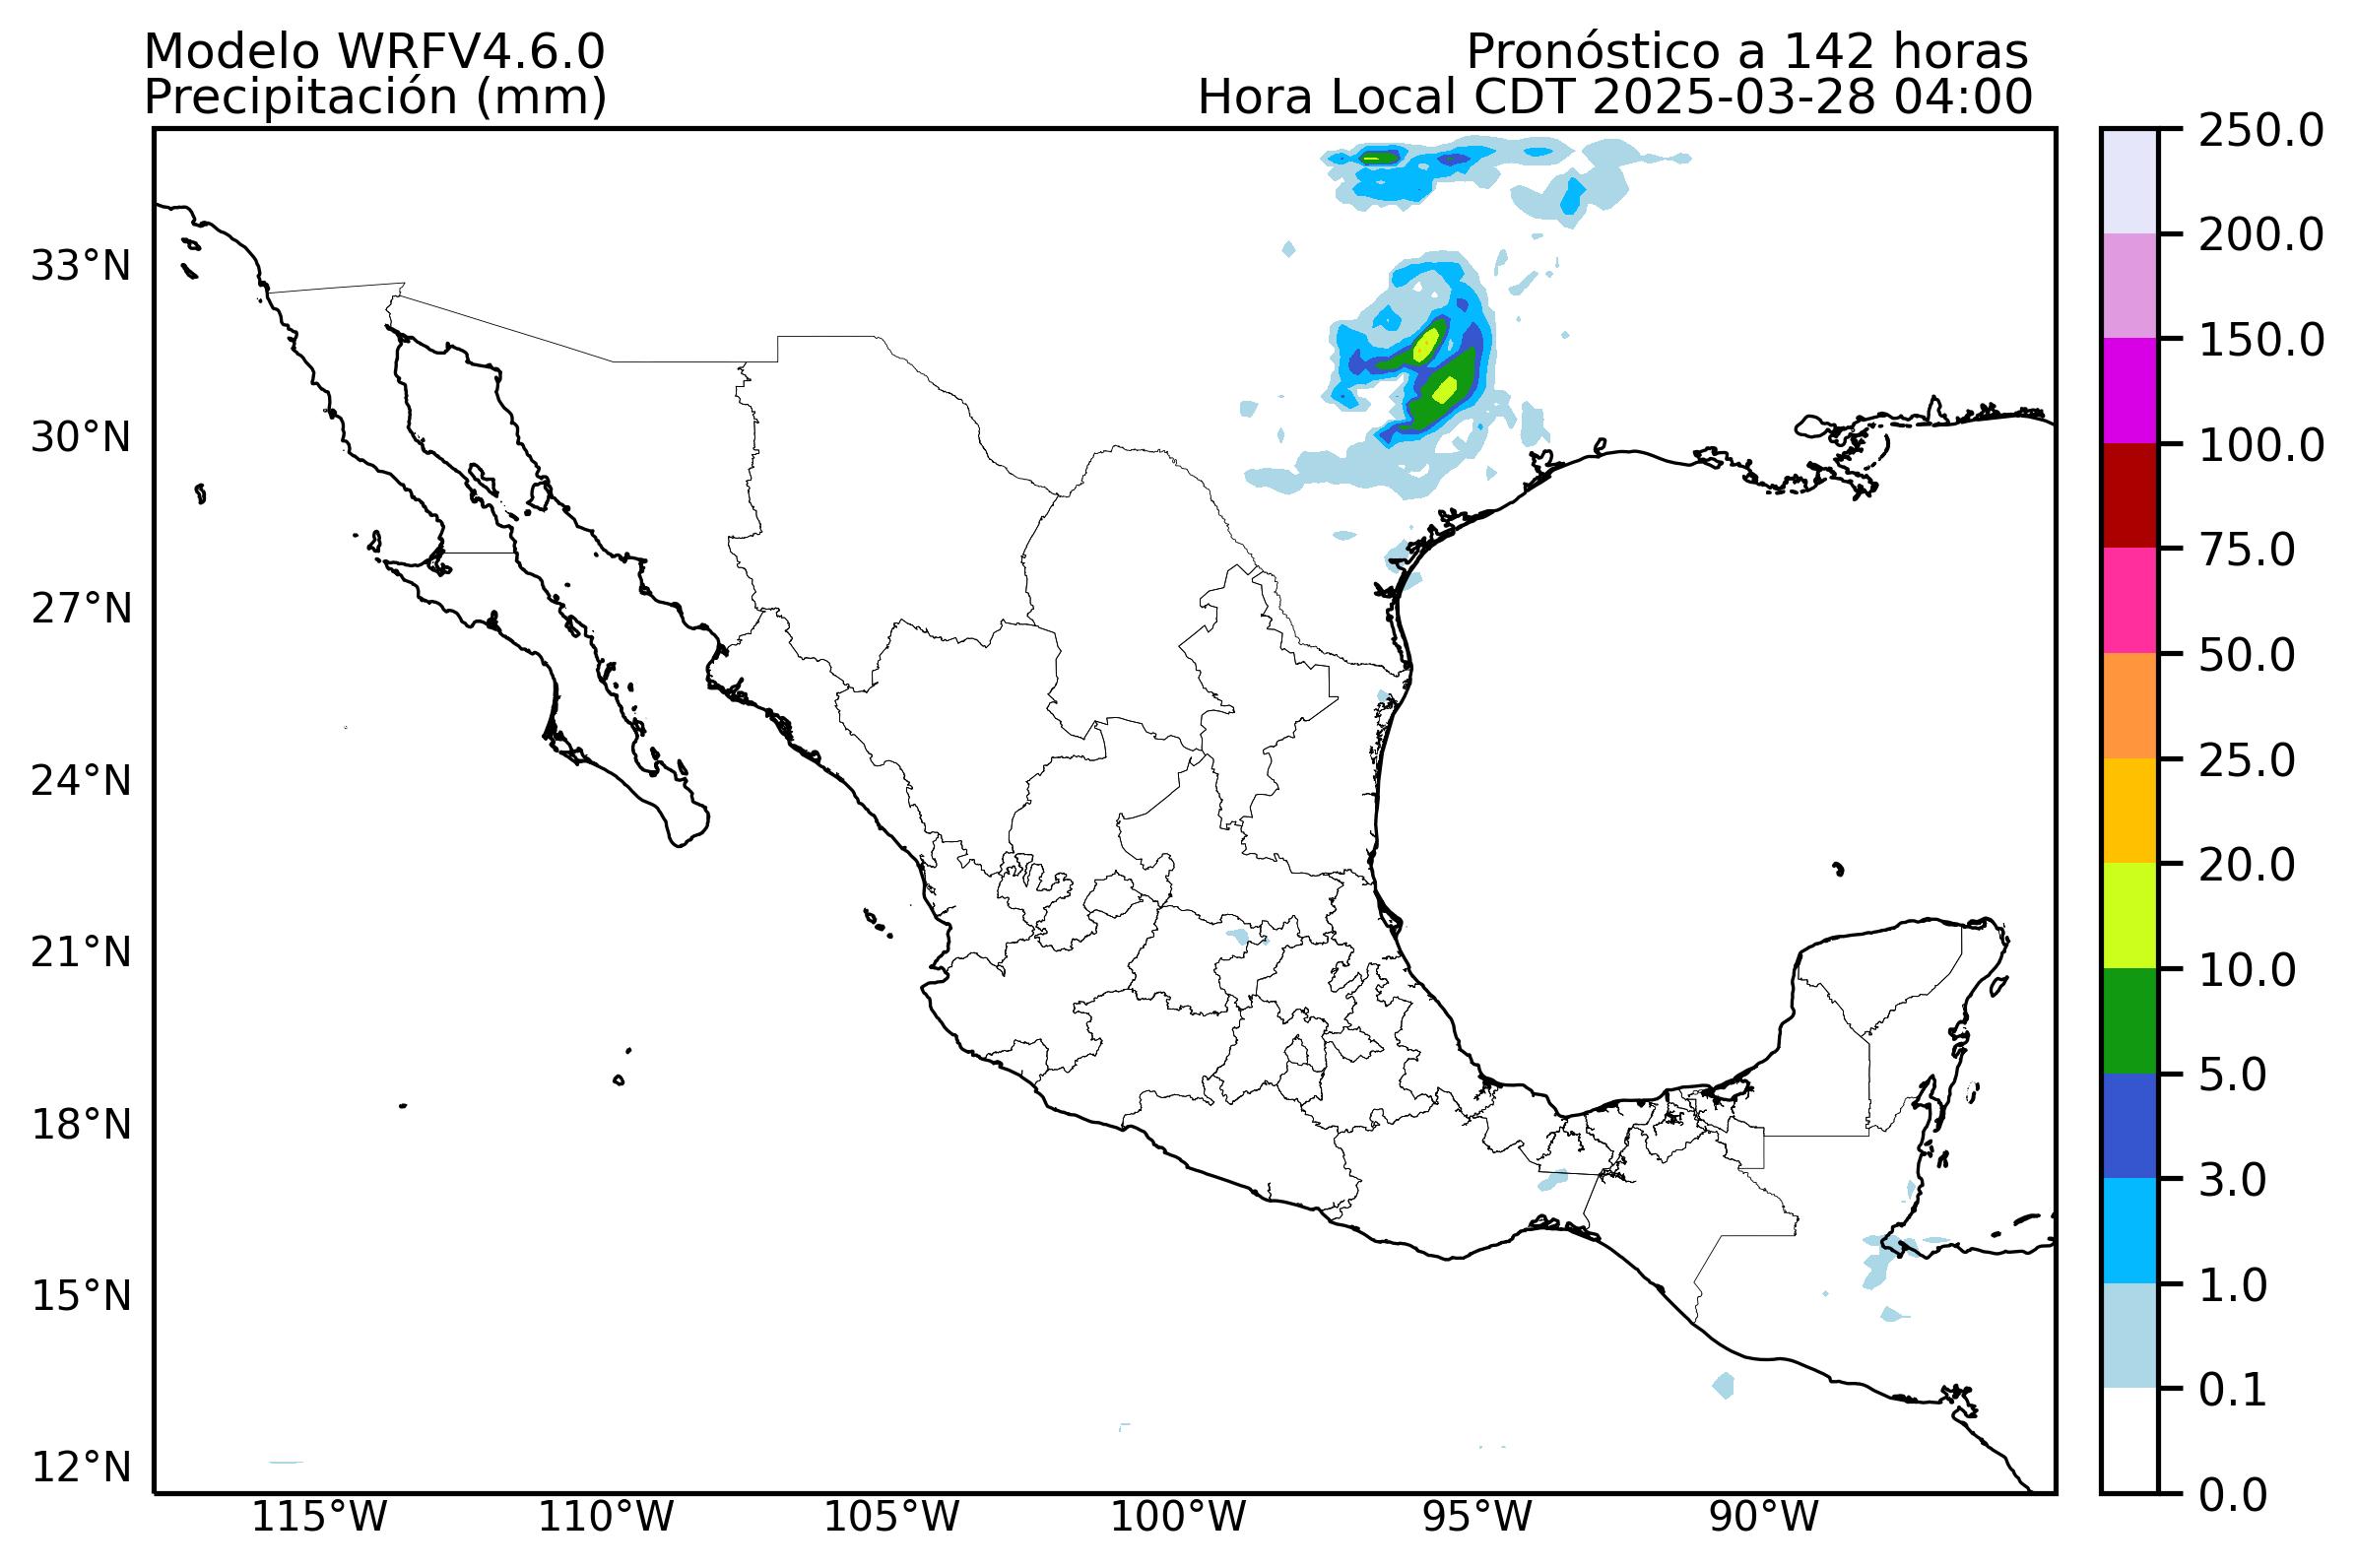 Modelo WRFV4.6.0
Precipitación (mm)
Pronóstico a 142 horas
Hora Local CDT 2025-03-28 04:00
33°N
30°N
27°N
24°N
21°N
18°N
15°N
12°N
115°W
110°W
105°W
100°W
95°W
90°W
250.0
200.0
150.0
100.0
75.0
50.0
25.0
20.0
10.0
5.0
3.0
1.0
0.1
0.0